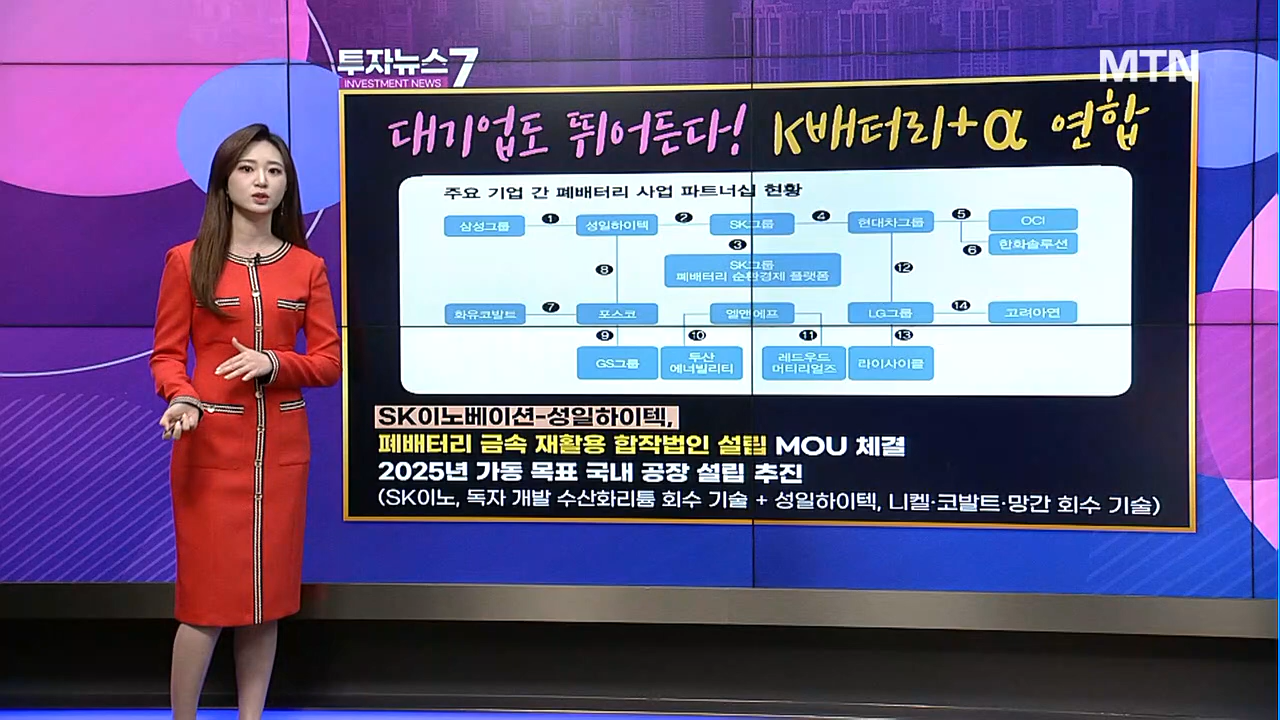 투자뉴스7
INVESTMENT NEWS
MTN
대기업도 뛰어든다! K배터리+α 연합
주요 기업 간 폐배터리 사업 파트너십 현황
삼성그룹 1 성일하이텍 2 SK그룹 4 현대차그룹 5 OCI
6 한화솔루션
3
SK그룹
폐배터리 순환경제 플랫폼
8 12
화유코발트 7 포스코 엘앤에프 LG그룹 14 고려아연
9 10 11 13
GS그룹
두산
에너빌리티
레드우드
머티리얼즈
라이사이클
SK이노베이션-성일하이텍,
폐배터리 금속 재활용 합작법인 설립 MOU 체결
2025년 가동 목표 국내 공장 설립 추진
(SK이노, 독자 개발 수산화리튬 회수 기술 + 성일하이텍, 니켈·코발트·망간 회수 기술)